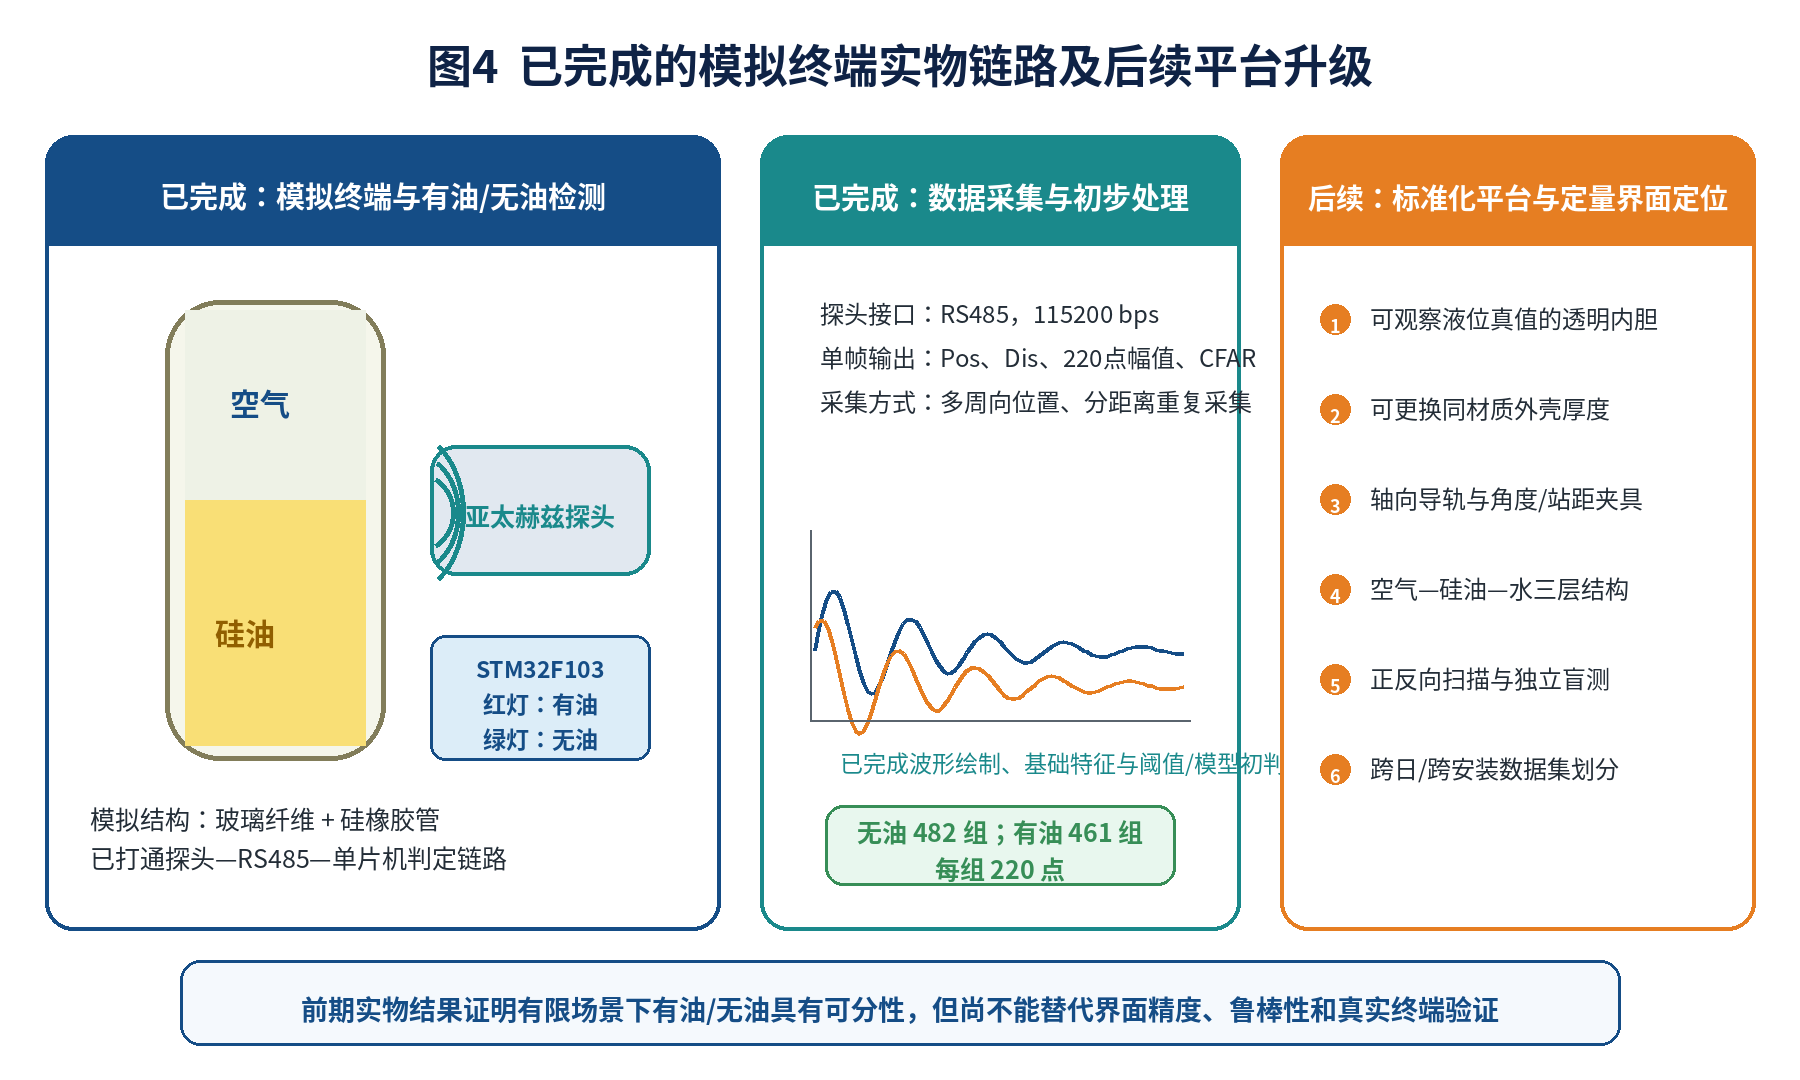 图4 已完成的模拟终端实物链路及后续平台升级
已完成：模拟终端与有油/无油检测
空气
硅油
亚太赫兹探头
STM32F103
红灯：有油
绿灯：无油
模拟结构：玻璃纤维 + 硅橡胶管
已打通探头—RS485—单片机判定链路
已完成：数据采集与初步处理
探头接口：RS485，115200 bps
单帧输出：Pos、Dis、220点幅值、CFAR
采集方式：多周向位置、分距离重复采集
已完成波形绘制、基础特征与阈值/模型初判
无油 482 组；有油 461 组
每组 220 点
后续：标准化平台与定量界面定位
1 可观察液位真值的透明内胆
2 可更换同材质外壳厚度
3 轴向导轨与角度/站距夹具
4 空气—硅油—水三层结构
5 正反向扫描与独立盲测
6 跨日/跨安装数据集划分
前期实物结果证明有限场景下有油/无油具有可分性，但尚不能替代界面精度、鲁棒性和真实终端验证